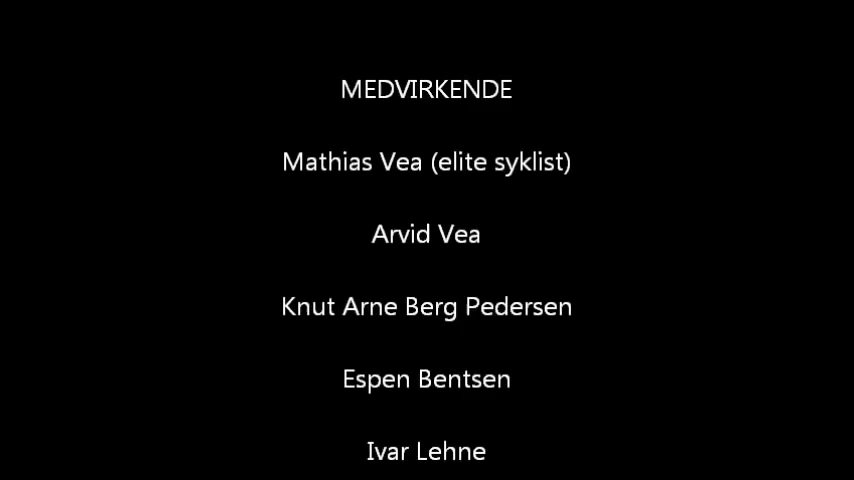 MEDVIRKENDE
Mathias Vea (elite syklist)
Arvid Vea
Knut Arne Berg Pedersen
Espen Bentsen
Ivar Lehne